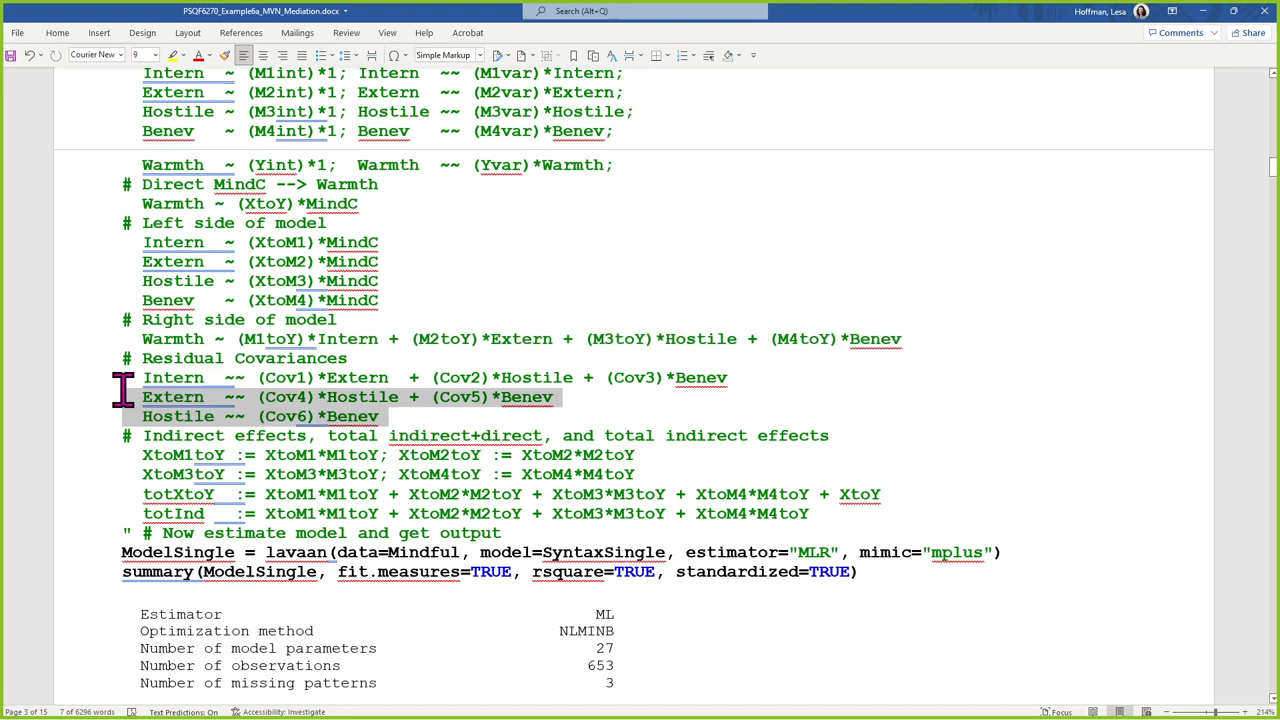 PSQF6270_Example6a_MVN_Mediation.docx
Search (Alt+Q)
Hoffman, Lesa
File Home Insert Design Layout References Mailings Review View Help Acrobat Comments Share
Courier New 9 Simple Markup
Intern ~ (M1int)*1; Intern ~~ (M1var)*Intern;
Extern ~ (M2int)*1; Extern ~~ (M2var)*Extern;
Hostile ~ (M3int)*1; Hostile ~~ (M3var)*Hostile;
Benev ~ (M4int)*1; Benev ~~ (M4var)*Benev;
Warmth ~ (Yint)*1; Warmth ~~ (Yvar)*Warmth;
# Direct MindC --> Warmth
Warmth ~ (XtoY)*MindC
# Left side of model
Intern ~ (XtoM1)*MindC
Extern ~ (XtoM2)*MindC
Hostile ~ (XtoM3)*MindC
Benev ~ (XtoM4)*MindC
# Right side of model
Warmth ~ (M1toY)*Intern + (M2toY)*Extern + (M3toY)*Hostile + (M4toY)*Benev
# Residual Covariances
Intern ~~ (Cov1)*Extern + (Cov2)*Hostile + (Cov3)*Benev
Extern ~~ (Cov4)*Hostile + (Cov5)*Benev
Hostile ~~ (Cov6)*Benev
# Indirect effects, total indirect+direct, and total indirect effects
XtoM1toY := XtoM1*M1toY; XtoM2toY := XtoM2*M2toY
XtoM3toY := XtoM3*M3toY; XtoM4toY := XtoM4*M4toY
totXtoY := XtoM1*M1toY + XtoM2*M2toY + XtoM3*M3toY + XtoM4*M4toY + XtoY
totInd := XtoM1*M1toY + XtoM2*M2toY + XtoM3*M3toY + XtoM4*M4toY
" # Now estimate model and get output
ModelSingle = lavaan(data=Mindful, model=SyntaxSingle, estimator="MLR", mimic="mplus")
summary(ModelSingle, fit.measures=TRUE, rsquare=TRUE, standardized=TRUE)
Estimator ML
Optimization method NLMINB
Number of model parameters 27
Number of observations 653
Number of missing patterns 3
Page 3 of 15 7 of 6296 words Text Predictions: On Accessibility: Investigate Focus 214%